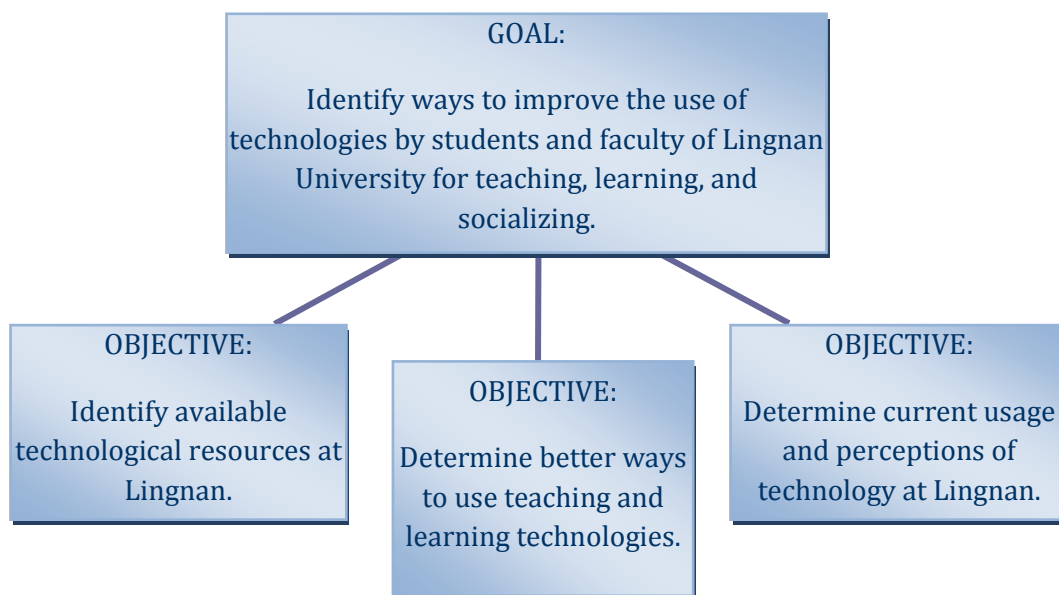 GOAL:
Identify ways to improve the use of
technologies by students and faculty of Lingnan
University for teaching, learning, and
socializing.
OBJECTIVE:
Identify available
technological resources at
Lingnan.
OBJECTIVE:
Determine better ways
to use teaching and
learning technologies.
OBJECTIVE:
Determine current usage
and perceptions of
technology at Lingnan.